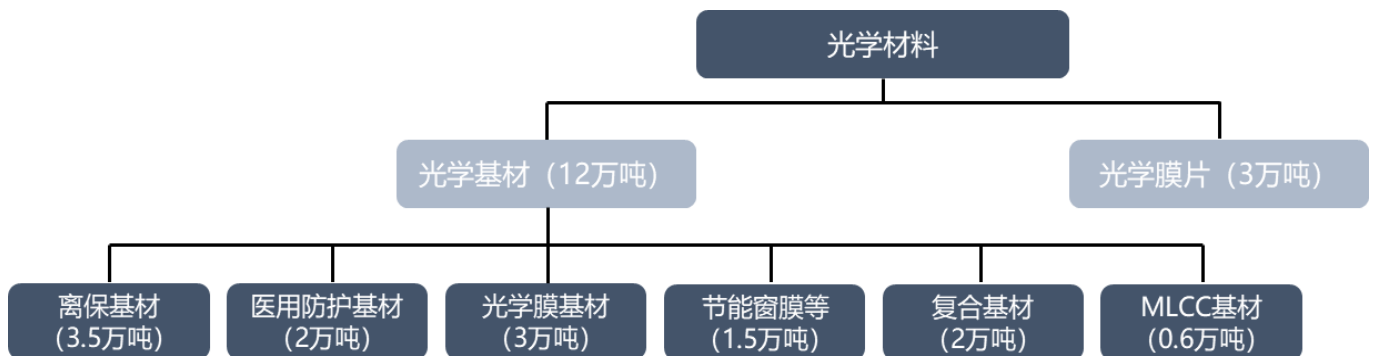 光学材料
光学基材（12万吨）
光学膜片（3万吨）
离保基材
（3.5万吨）
医用防护基材
（2万吨）
光学膜基材
（3万吨）
节能窗膜等
（1.5万吨）
复合基材
（2万吨）
MLCC基材
（0.6万吨）